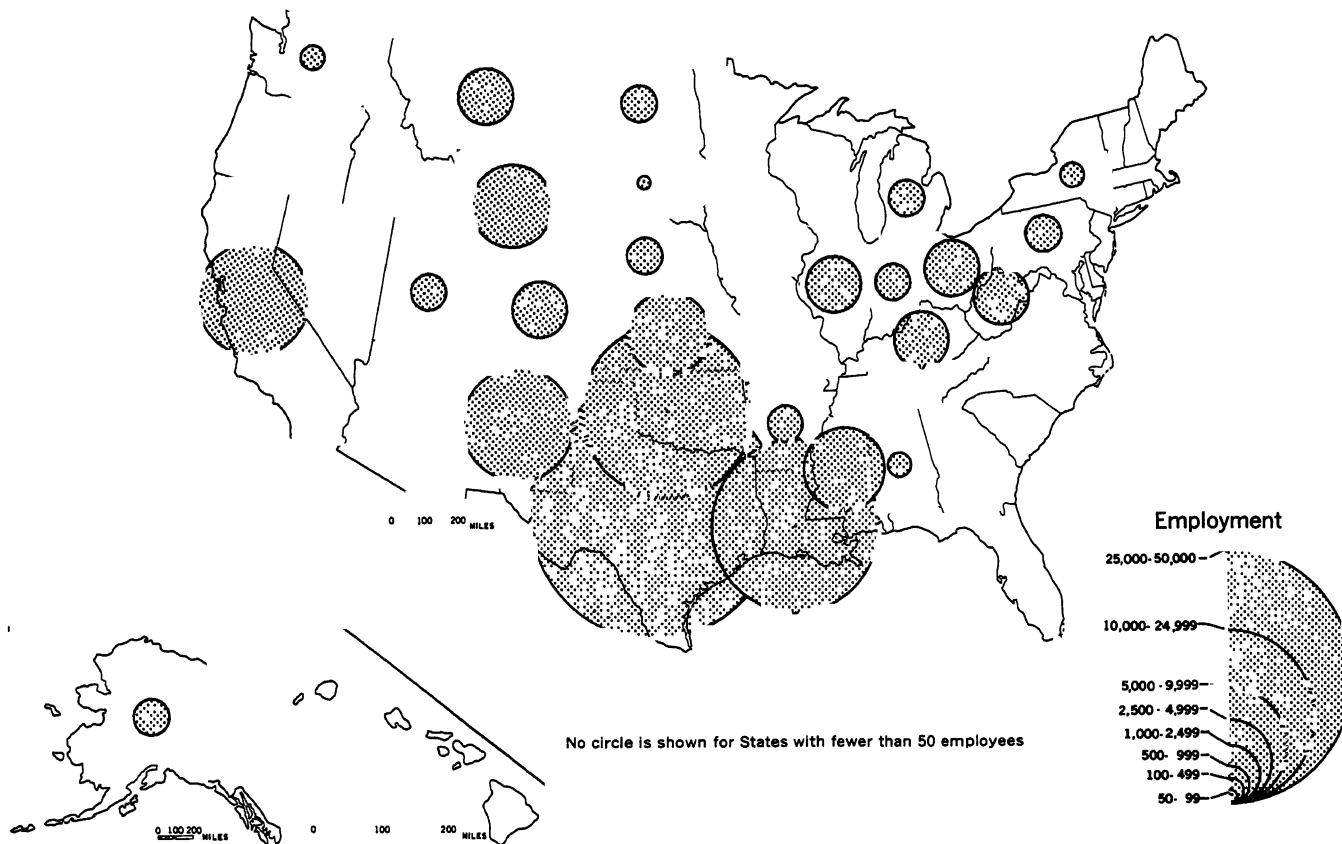 0 100 200 MILES
Employment
25,000-50,000
10,000- 24,999
5,000 - 9,999
2,500 - 4,999
1,000 - 2,499
500- 999
100 - 499
50- 99
No circle is shown for States with fewer than 50 employees
0 100 200 MILES
0 100 200 MILES